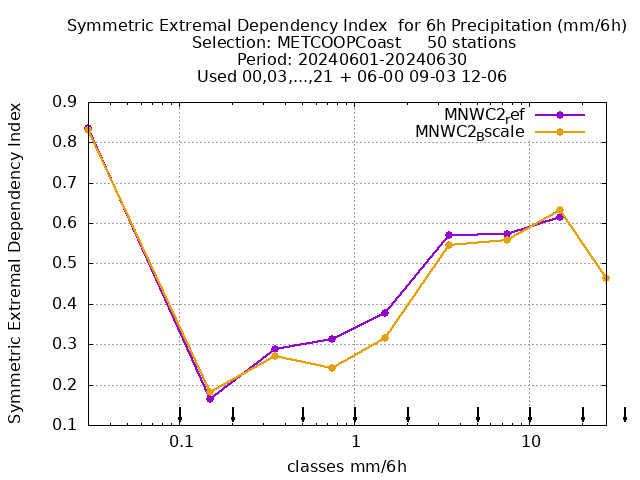 Symmetric Extremal Dependency Index  for 6h Precipitation (mm/6h)
Selection: METCOOPCoast     50 stations
Period: 20240601-20240630
Used 00,03,...,21 + 06-00 09-03 12-06
MNWC2ref
MNWC2Bscale
Symmetric Extremal Dependency Index
0.9
0.8
0.7
0.6
0.5
0.4
0.3
0.2
0.1
0.1 1 10
classes mm/6h